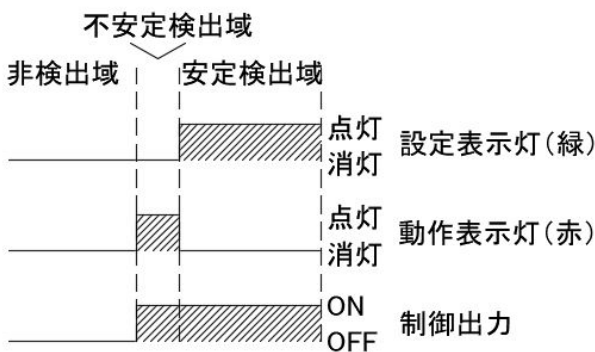 不安定検出域
非検出域
安定検出域
点灯
消灯
設定表示灯(緑)
点灯
消灯
動作表示灯(赤)
ON
OFF
制御出力